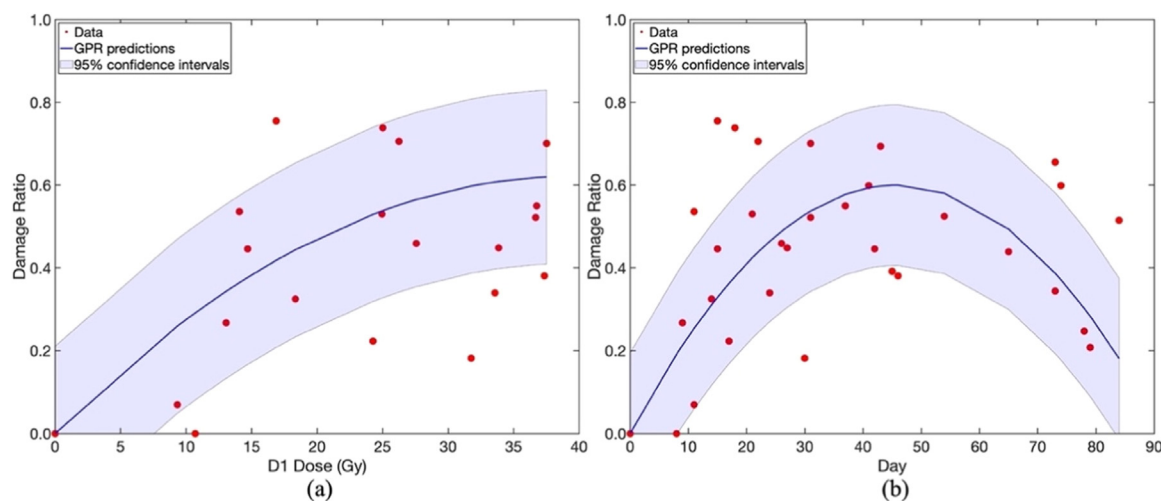 1.0
Data
GPR predictions
95% confidence intervals
0.8
0.6
0.4
0.2
0.0
Damage Ratio
0 5 10 15 20 25 30 35 40
D1 Dose (Gy)
(a)
1.0
Data
GPR predictions
95% confidence intervals
0.8
0.6
0.4
0.2
0.0
Damage Ratio
0 10 20 30 40 50 60 70 80 90
Day
(b)